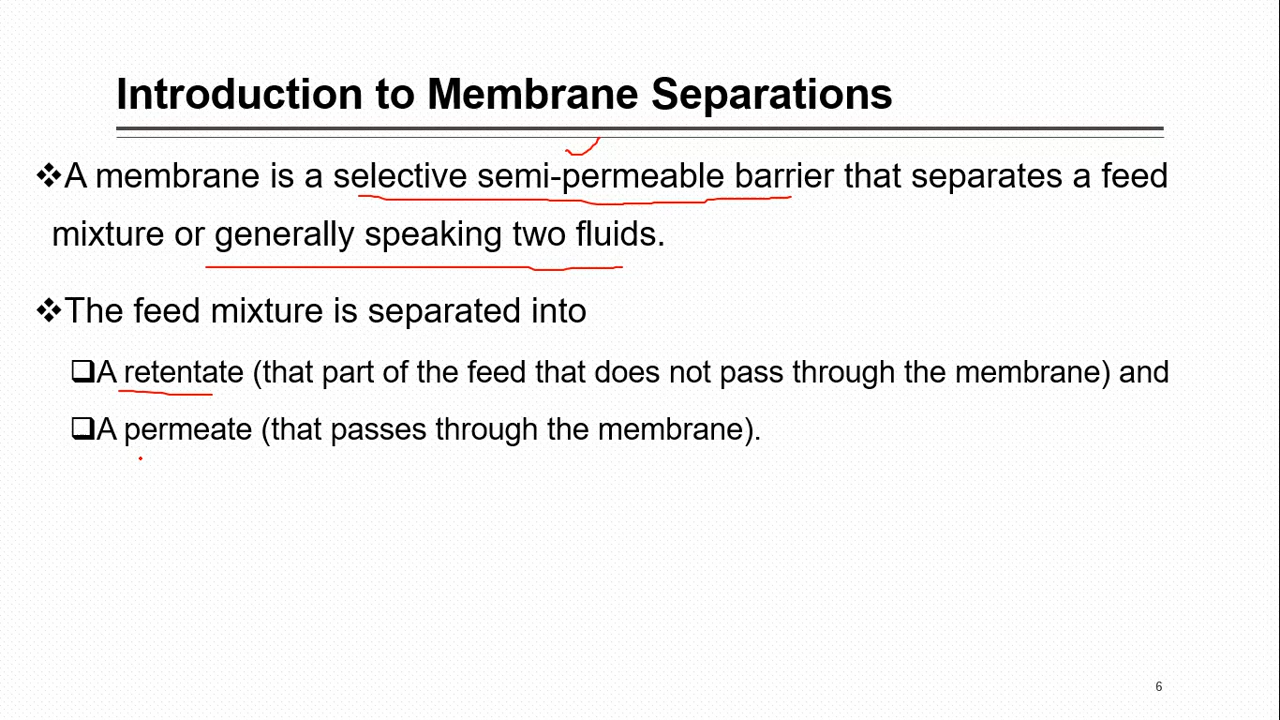 Introduction to Membrane Separations
❖A membrane is a selective semi-permeable barrier that separates a feed
mixture or generally speaking two fluids.
❖The feed mixture is separated into
❑A retentate (that part of the feed that does not pass through the membrane) and
❑A permeate (that passes through the membrane).
6